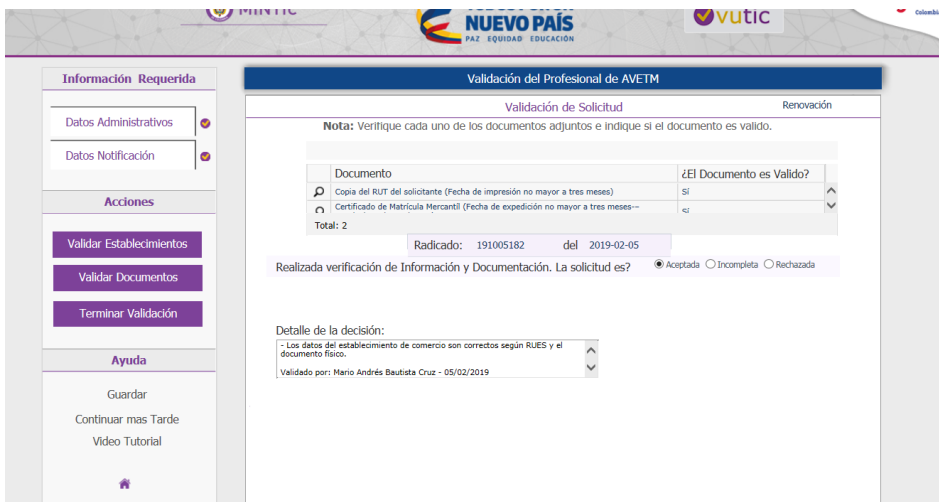 MINTIC
NUEVO PAÍS
PAZ EQUIDAD EDUCACIÓN
vutic
Colombia
Información Requerida
Datos Administrativos
Datos Notificación
Acciones
Validar Establecimientos
Validar Documentos
Terminar Validación
Ayuda
Guardar
Continuar mas Tarde
Video Tutorial
Validación del Profesional de AVETM
Validación de Solicitud
Renovación
Nota: Verifique cada uno de los documentos adjuntos e indique si el documento es valido.
Documento ¿El Documento es Valido?
Copia del RUT del solicitante (Fecha de impresión no mayor a tres meses) Sí
Certificado de Matrícula Mercantil (Fecha de expedición no mayor a tres meses-- Sí
Total: 2
Radicado: 191005182 del 2019-02-05
Realizada verificación de Información y Documentación. La solicitud es? Aceptada Incompleta Rechazada
Detalle de la decisión:
- Los datos del establecimiento de comercio son correctos según RUES y el
documento físico.
Validado por: Mario Andrés Bautista Cruz - 05/02/2019